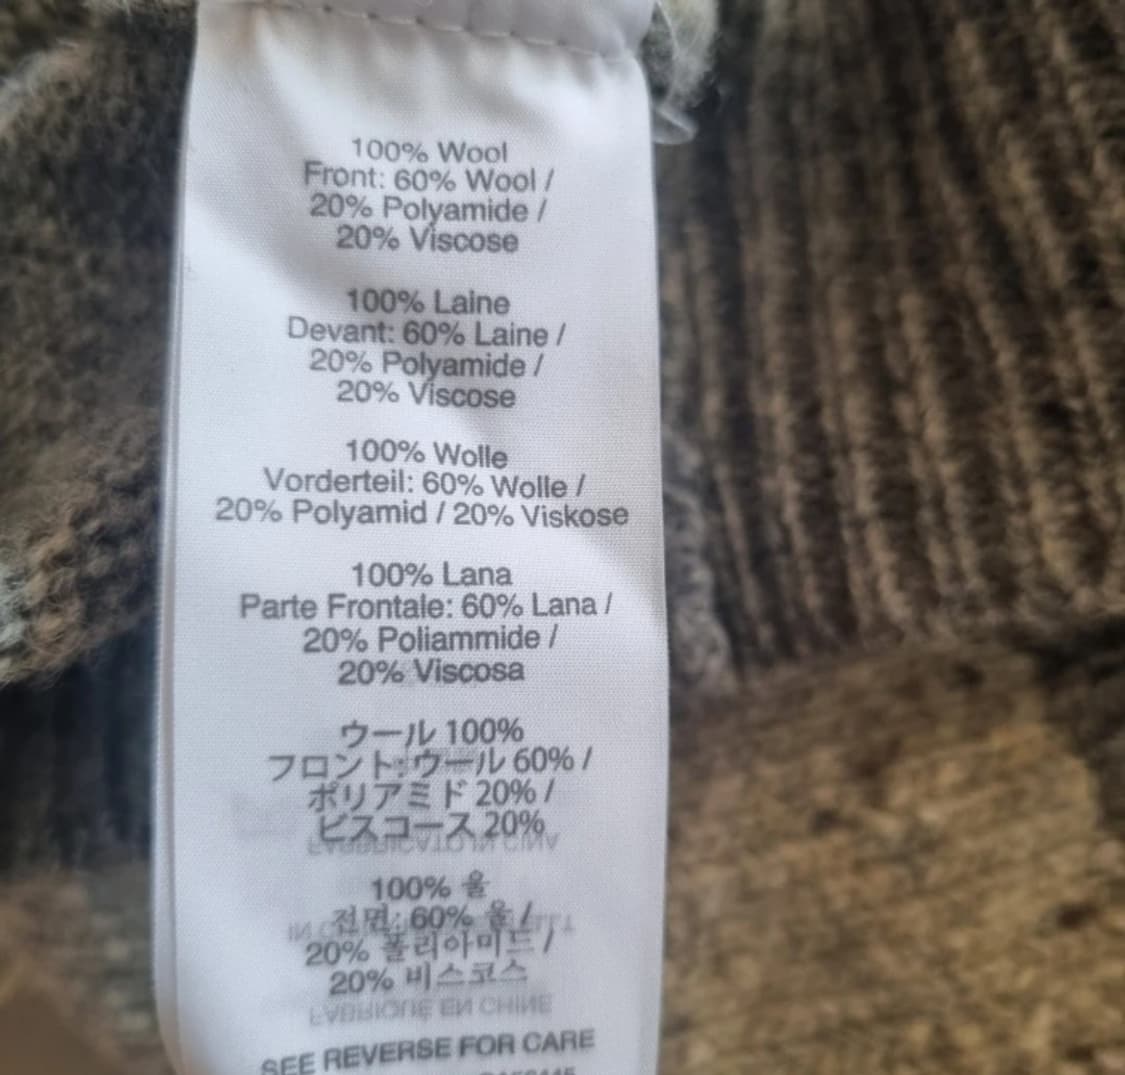 100% Wool
Front: 60% Wool /
20% Polyamide /
20% Viscose
100% Laine
Devant: 60% Laine /
20% Polyamide /
20% Viscose
100% Wolle
Vorderteil: 60% Wolle /
20% Polyamid / 20% Viskose
100% Lana
Parte Frontale: 60% Lana /
20% Poliammide /
20% Viscosa
ウール 100%
フロント: ウール 60% /
ポリアミド 20% /
ビスコース 20%
100% 울
전면: 60% 울 /
20% 폴리아미드 /
20% 비스코스
SEE REVERSE FOR CARE